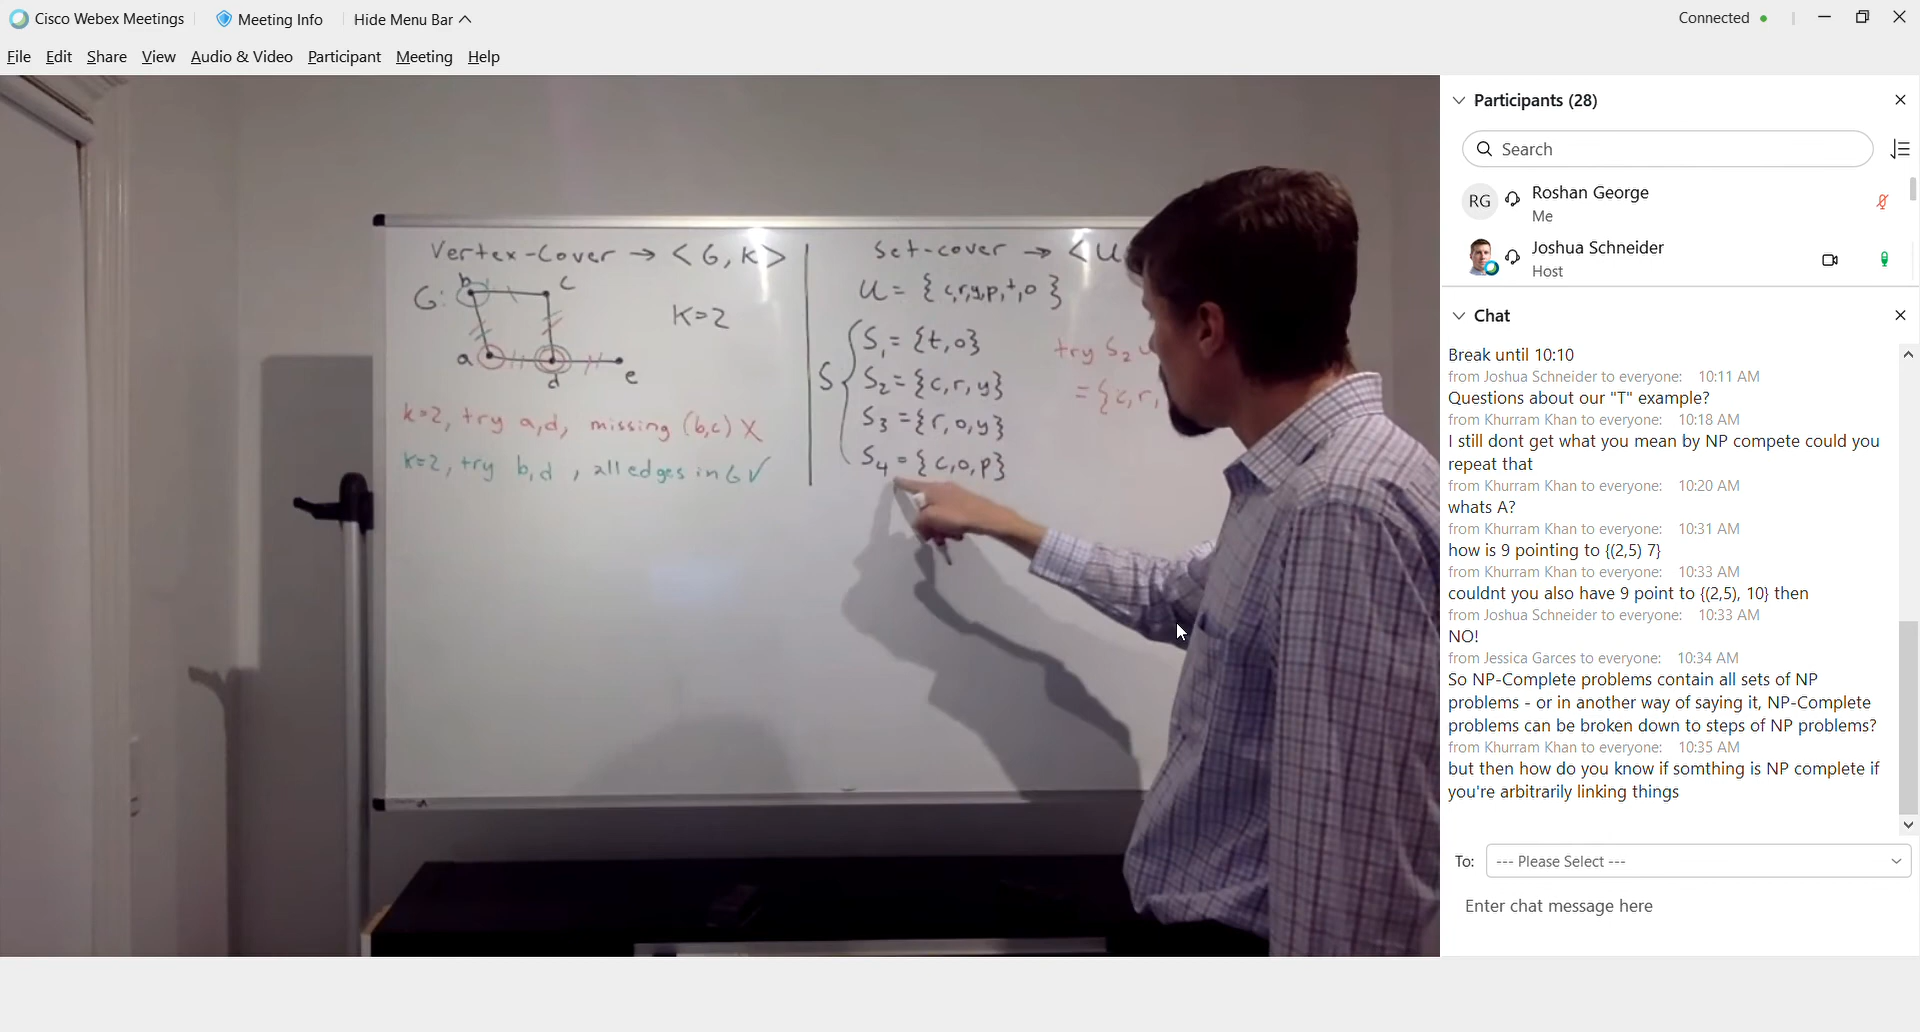 Cisco Webex Meetings
Meeting Info
Hide Menu Bar
Connected
File Edit Share View Audio & Video Participant Meeting Help
Vertex-Cover → <G, K>
G:
b
c
a
d
e
K=2
k=2, try a,d, missing (b,c) X
k=2, try b,d, all edges in G ✓
Set-cover → <U
U = {c,r,y,p,t,o}
S
S1 = {t,o}
S2 = {c,r,y}
S3 = {r,o,y}
S4 = {c,o,p}
try S2 U
= {c,r,
Participants (28)
Search
RG
Roshan George
Me
Joshua Schneider
Host
Chat
Break until 10:10
from Joshua Schneider to everyone: 10:11 AM
Questions about our "T" example?
from Khurram Khan to everyone: 10:18 AM
I still dont get what you mean by NP compete could you
repeat that
from Khurram Khan to everyone: 10:20 AM
whats A?
from Khurram Khan to everyone: 10:31 AM
how is 9 pointing to {(2,5) 7}
from Khurram Khan to everyone: 10:33 AM
couldnt you also have 9 point to {(2,5), 10} then
from Joshua Schneider to everyone: 10:33 AM
NO!
from Jessica Garces to everyone: 10:34 AM
So NP-Complete problems contain all sets of NP
problems - or in another way of saying it, NP-Complete
problems can be broken down to steps of NP problems?
from Khurram Khan to everyone: 10:35 AM
but then how do you know if somthing is NP complete if
you're arbitrarily linking things
To:
--- Please Select ---
Enter chat message here